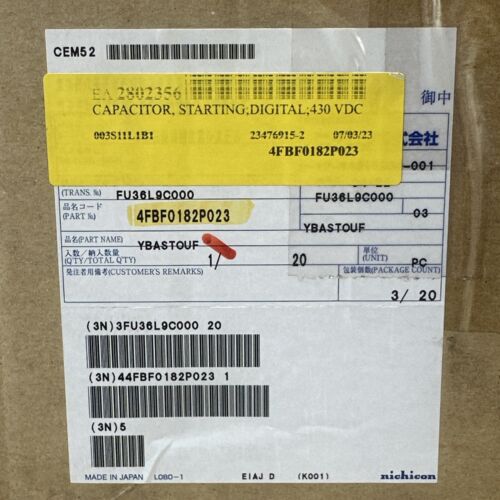 CEM52
EA 2802356
CAPACITOR, STARTING;DIGITAL;430 VDC
003S11L1B1 23476915-2 07/03/23
4FBF0182P023
御中
式会社
-001
(TRANS. №) FU36L9C000 FU36L9C000
品名コード
(PART №) 4FBF0182P023 03
品名(PART NAME) YBASTOUF YBASTOUF
入数/納入数量 単位
(QTY/TOTAL QTY) 1/ 20 (UNIT) PC
発注者用備考(CUSTOMER'S REMARKS) 包装個数(PACKAGE COUNT)
3/ 20
(3N)3FU36L9C000 20
(3N)44FBF0182P023 1
(3N)5
MADE IN JAPAN L080-1 EIAJ D (K001) nichicon